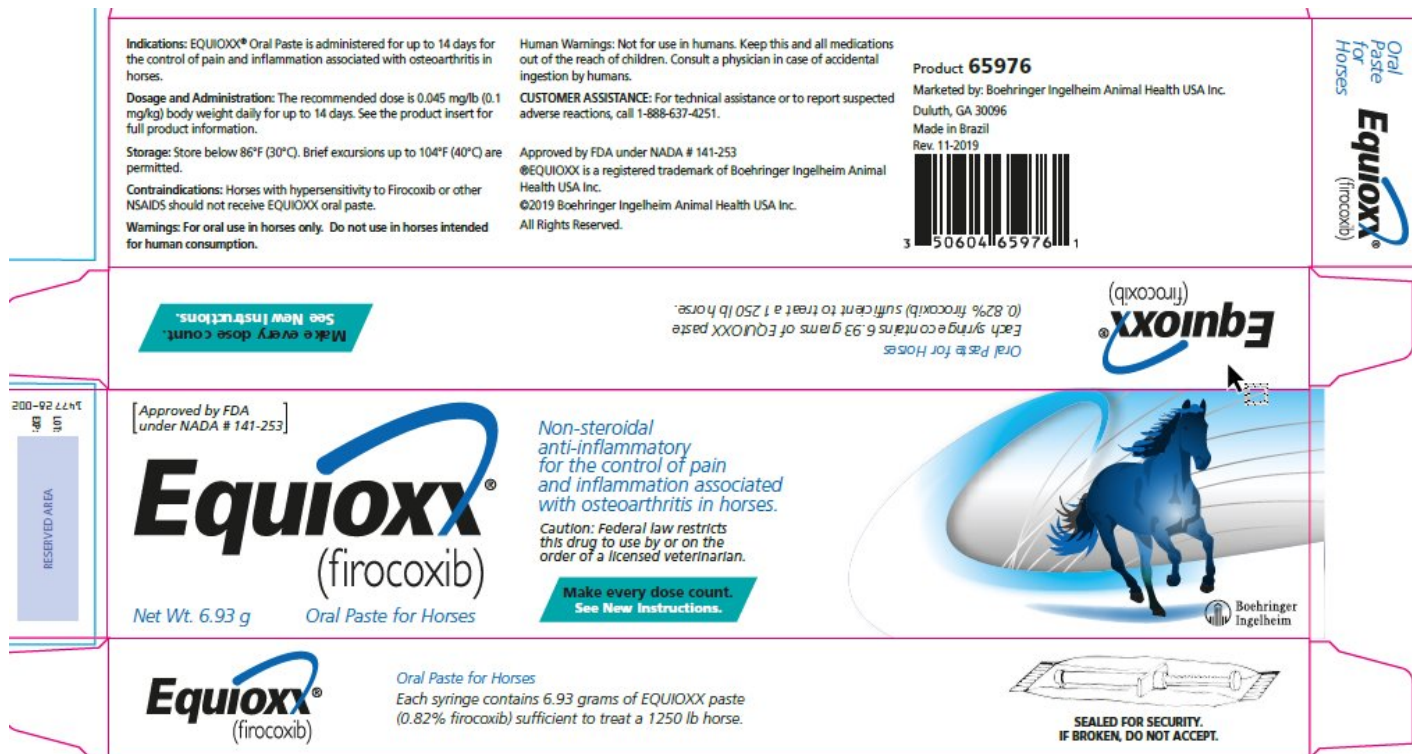 Indications: EQUIOXX® Oral Paste is administered for up to 14 days for
the control of pain and inflammation associated with osteoarthritis in
horses.
Dosage and Administration: The recommended dose is 0.045 mg/lb (0.1
mg/kg) body weight daily for up to 14 days. See the product insert for
full product information.
Storage: Store below 86°F (30°C). Brief excursions up to 104°F (40°C) are
permitted.
Contraindications: Horses with hypersensitivity to Firocoxib or other
NSAIDS should not receive EQUIOXX oral paste.
Warnings: For oral use in horses only. Do not use in horses intended
for human consumption.
Human Warnings: Not for use in humans. Keep this and all medications
out of the reach of children. Consult a physician in case of accidental
ingestion by humans.
CUSTOMER ASSISTANCE: For technical assistance or to report suspected
adverse reactions, call 1-888-637-4251.
Approved by FDA under NADA # 141-253
®EQUIOXX is a registered trademark of Boehringer Ingelheim Animal
Health USA Inc.
©2019 Boehringer Ingelheim Animal Health USA Inc.
All Rights Reserved.
Product 65976
Marketed by: Boehringer Ingelheim Animal Health USA Inc.
Duluth, GA 30096
Made in Brazil
Rev. 11-2019
3 50604 65976 1
Oral
Paste
for
Horses
Equioxx®
(firocoxib)
Make every dose count.
See New Instructions.
Oral Paste for Horses
Each syringe contains 6.93 grams of EQUIOXX paste
(0.82% firocoxib) sufficient to treat a 1250 lb horse.
Equioxx®
(firocoxib)
147728-002
LOT:
EXP:
RESERVED AREA
[Approved by FDA
under NADA # 141-253]
Equioxx®
(firocoxib)
Net Wt. 6.93 g
Oral Paste for Horses
Non-steroidal
anti-inflammatory
for the control of pain
and inflammation associated
with osteoarthritis in horses.
Caution: Federal law restricts
this drug to use by or on the
order of a licensed veterinarian.
Make every dose count.
See New Instructions.
Boehringer
Ingelheim
Equioxx®
(firocoxib)
Oral Paste for Horses
Each syringe contains 6.93 grams of EQUIOXX paste
(0.82% firocoxib) sufficient to treat a 1250 lb horse.
SEALED FOR SECURITY.
IF BROKEN, DO NOT ACCEPT.